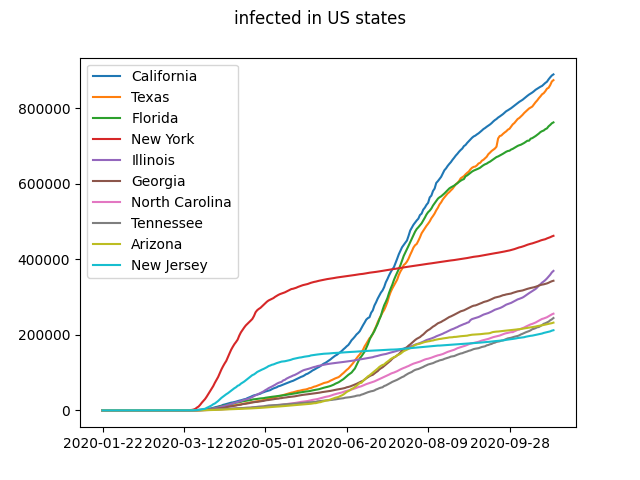 infected in US states
California
Texas
Florida
New York
Illinois
Georgia
North Carolina
Tennessee
Arizona
New Jersey
800000
600000
400000
200000
0
2020-01-22 2020-03-12 2020-05-01 2020-06-20 2020-08-09 2020-09-28